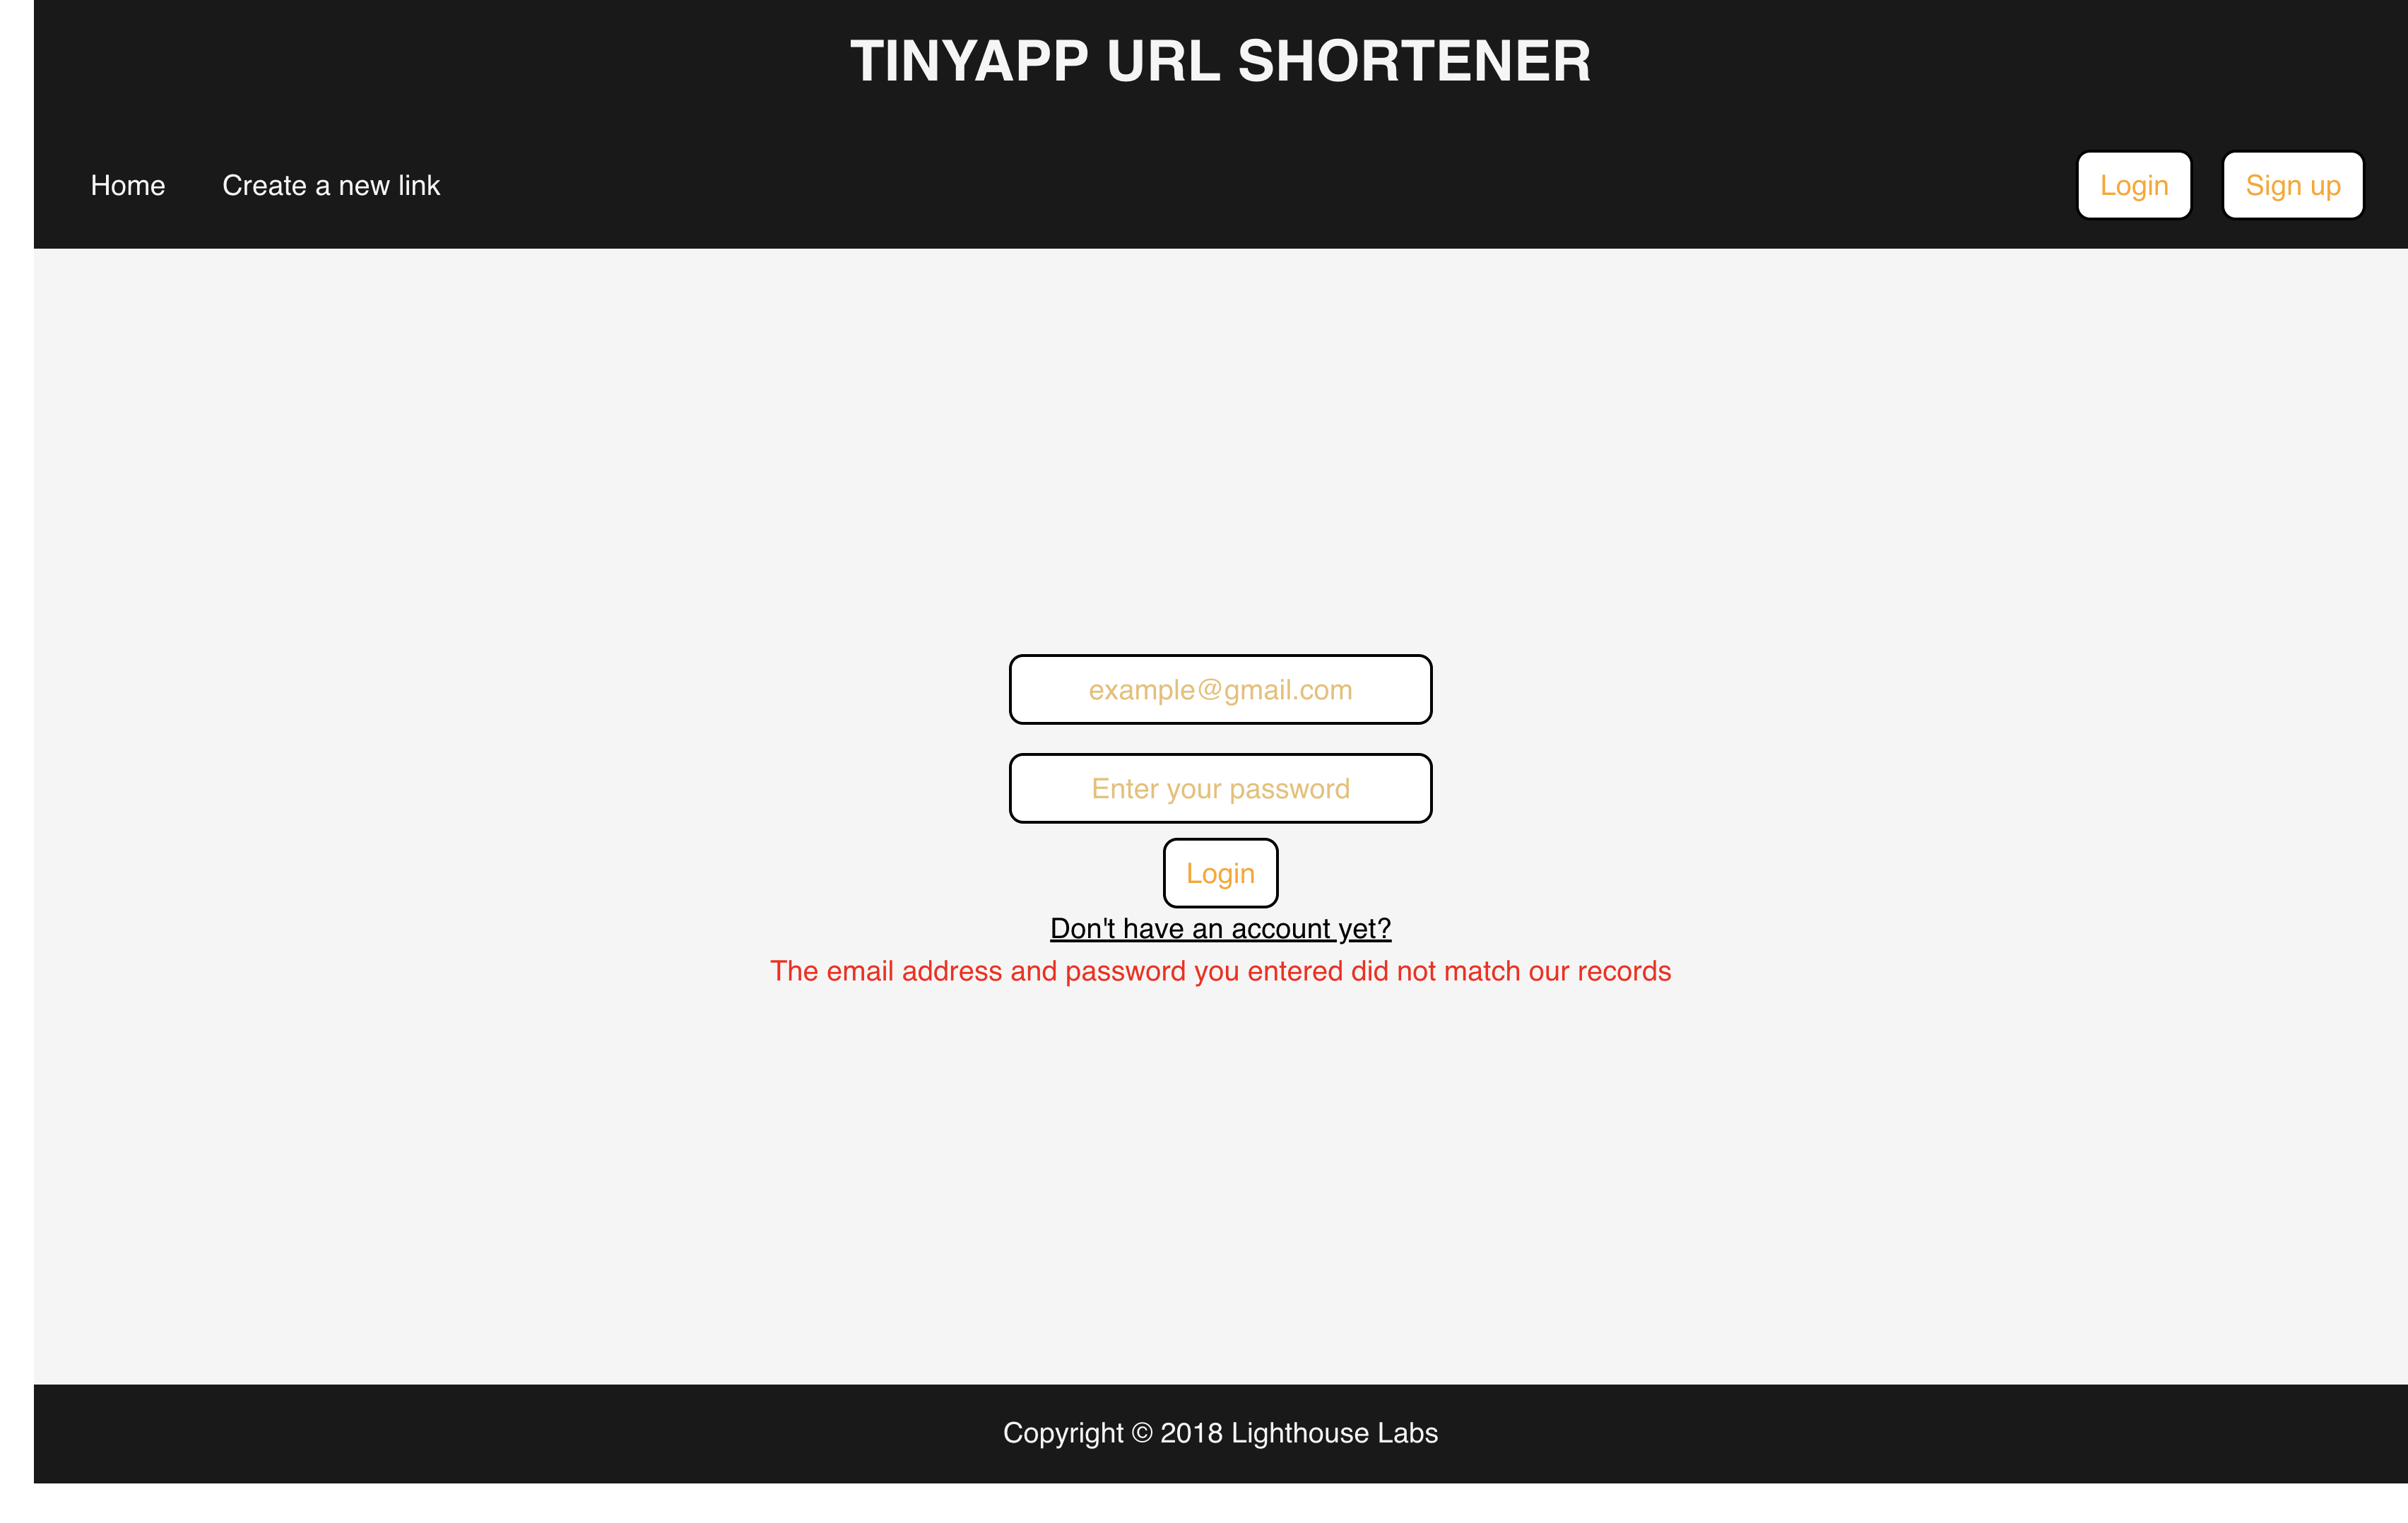 TINYAPP URL SHORTENER
Home Create a new link Login Sign up
example@gmail.com
Enter your password
Login
Don't have an account yet?
The email address and password you entered did not match our records
Copyright © 2018 Lighthouse Labs